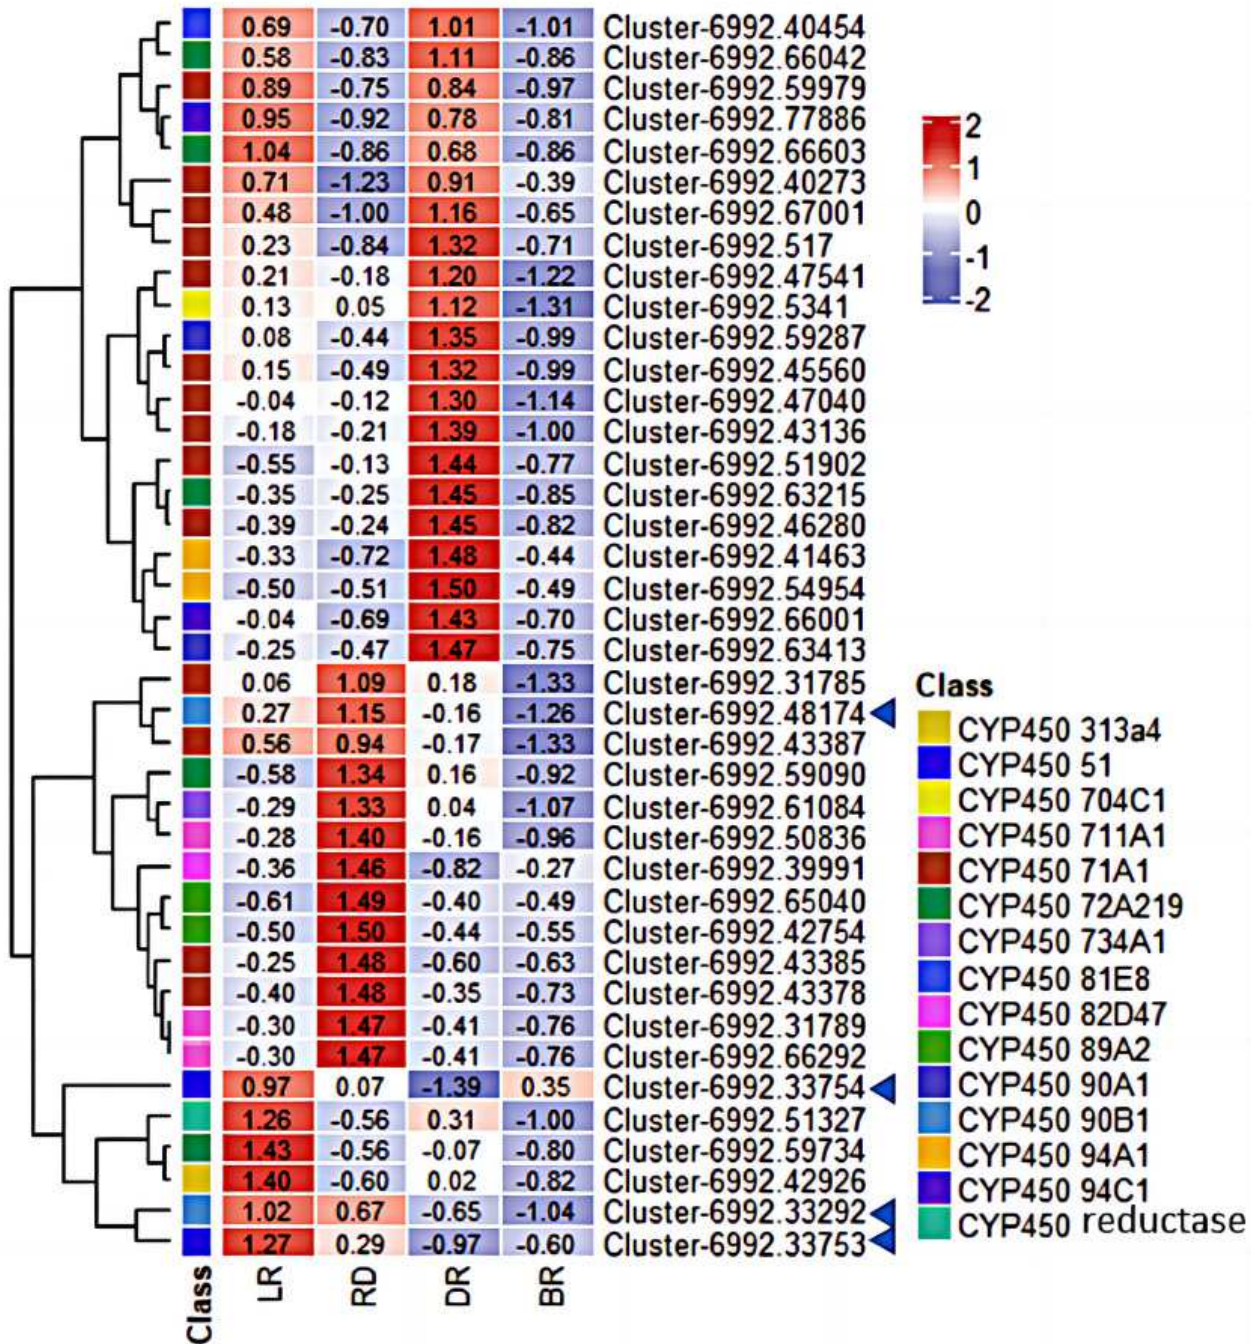 0.69 -0.70 1.01 -1.01 Cluster-6992.40454
0.58 -0.83 1.11 -0.86 Cluster-6992.66042
0.89 -0.75 0.84 -0.97 Cluster-6992.59979
0.95 -0.92 0.78 -0.81 Cluster-6992.77886
1.04 -0.86 0.68 -0.86 Cluster-6992.66603
0.71 -1.23 0.91 -0.39 Cluster-6992.40273
0.48 -1.00 1.16 -0.65 Cluster-6992.67001
0.23 -0.84 1.32 -0.71 Cluster-6992.517
0.21 -0.18 1.20 -1.22 Cluster-6992.47541
0.13 0.05 1.12 -1.31 Cluster-6992.5341
0.08 -0.44 1.35 -0.99 Cluster-6992.59287
0.15 -0.49 1.32 -0.99 Cluster-6992.45560
-0.04 -0.12 1.30 -1.14 Cluster-6992.47040
-0.18 -0.21 1.39 -1.00 Cluster-6992.43136
-0.55 -0.13 1.44 -0.77 Cluster-6992.51902
-0.35 -0.25 1.45 -0.85 Cluster-6992.63215
-0.39 -0.24 1.45 -0.82 Cluster-6992.46280
-0.33 -0.72 1.48 -0.44 Cluster-6992.41463
-0.50 -0.51 1.50 -0.49 Cluster-6992.54954
-0.04 -0.69 1.43 -0.70 Cluster-6992.66001
-0.25 -0.47 1.47 -0.75 Cluster-6992.63413
0.06 1.09 0.18 -1.33 Cluster-6992.31785
0.27 1.15 -0.16 -1.26 Cluster-6992.48174
0.56 0.94 -0.17 -1.33 Cluster-6992.43387
-0.58 1.34 0.16 -0.92 Cluster-6992.59090
-0.29 1.33 0.04 -1.07 Cluster-6992.61084
-0.28 1.40 -0.16 -0.96 Cluster-6992.50836
-0.36 1.46 -0.82 -0.27 Cluster-6992.39991
-0.61 1.49 -0.40 -0.49 Cluster-6992.65040
-0.50 1.50 -0.44 -0.55 Cluster-6992.42754
-0.25 1.48 -0.60 -0.63 Cluster-6992.43385
-0.40 1.48 -0.35 -0.73 Cluster-6992.43378
-0.30 1.47 -0.41 -0.76 Cluster-6992.31789
-0.30 1.47 -0.41 -0.76 Cluster-6992.66292
0.97 0.07 -1.39 0.35 Cluster-6992.33754
1.26 -0.56 0.31 -1.00 Cluster-6992.51327
1.43 -0.56 -0.07 -0.80 Cluster-6992.59734
1.40 -0.60 0.02 -0.82 Cluster-6992.42926
1.02 0.67 -0.65 -1.04 Cluster-6992.33292
1.27 0.29 -0.97 -0.60 Cluster-6992.33753
Class LR RD DR BR
2
1
0
-1
-2
Class
CYP450 313a4
CYP450 51
CYP450 704C1
CYP450 711A1
CYP450 71A1
CYP450 72A219
CYP450 734A1
CYP450 81E8
CYP450 82D47
CYP450 89A2
CYP450 90A1
CYP450 90B1
CYP450 94A1
CYP450 94C1
CYP450 reductase